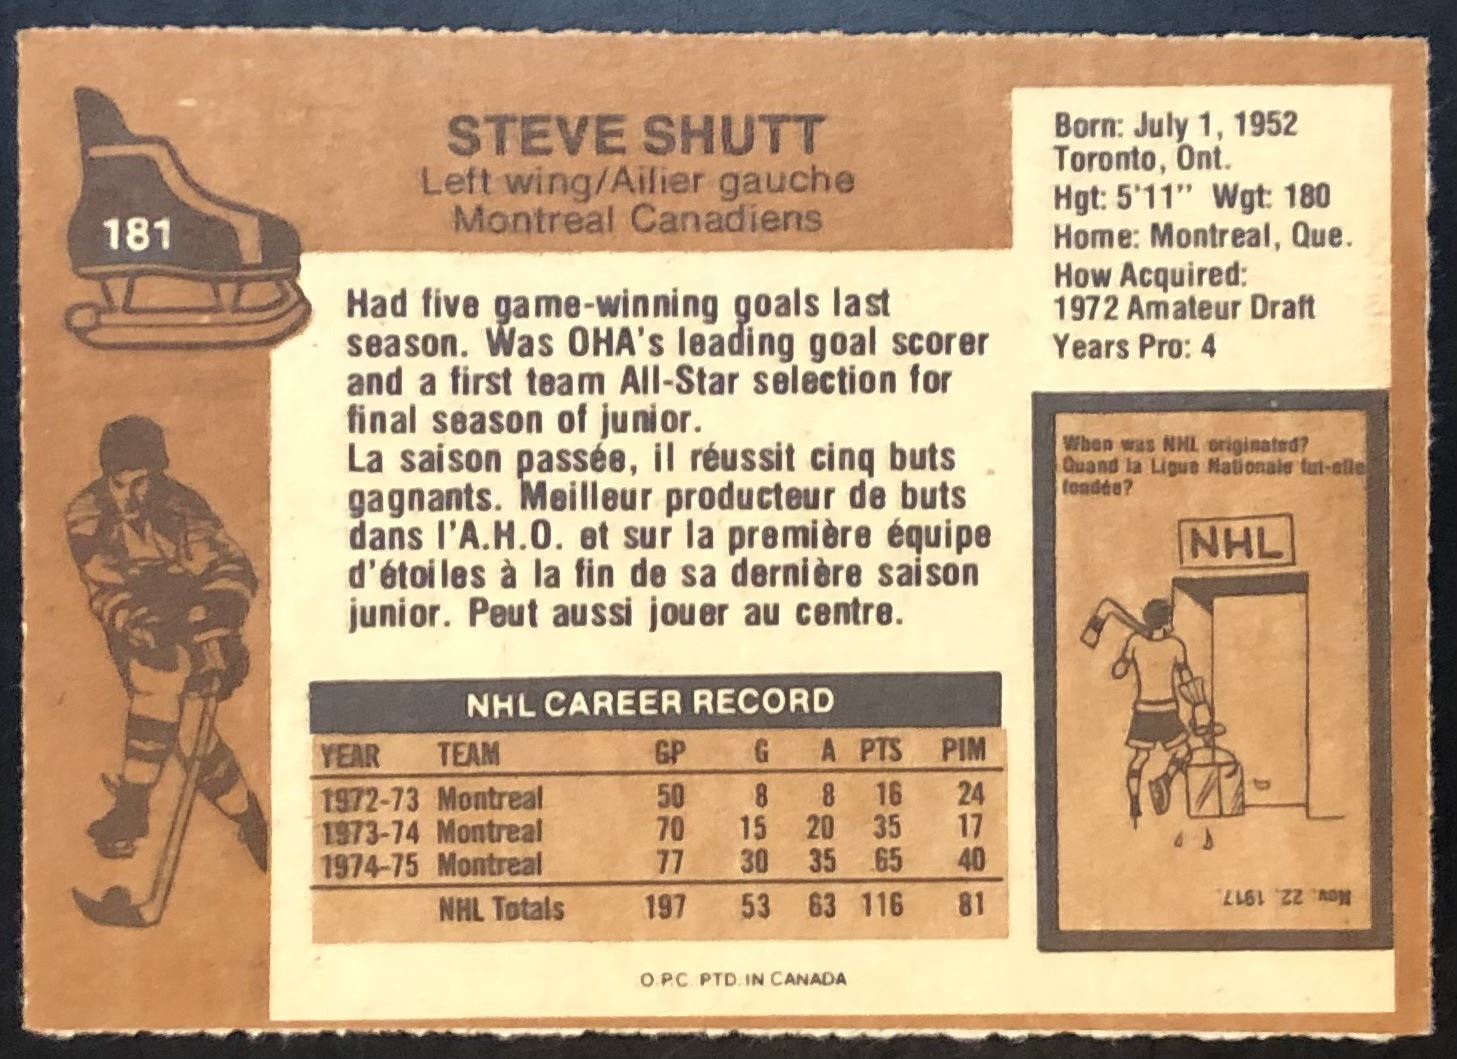 181
STEVE SHUTT
Left wing/Ailier gauche
Montreal Canadiens
Born: July 1, 1952
Toronto, Ont.
Hgt: 5'11" Wgt: 180
Home: Montreal, Que.
How Acquired:
1972 Amateur Draft
Years Pro: 4
Had five game-winning goals last
season. Was OHA's leading goal scorer
and a first team All-Star selection for
final season of junior.
La saison passée, il réussit cinq buts
gagnants. Meilleur producteur de buts
dans l'A.H.O. et sur la première équipe
d'étoiles à la fin de sa dernière saison
junior. Peut aussi jouer au centre.
When was NHL originated?
Quand la Ligue Nationale fut-elle
fondée?
NHL
Nov. 22, 1917.
NHL CAREER RECORD
YEAR TEAM GP G A PTS PIM
1972-73 Montreal 50 8 8 16 24
1973-74 Montreal 70 15 20 35 17
1974-75 Montreal 77 30 35 65 40
NHL Totals 197 53 63 116 81
O.P.C. PTD. IN CANADA